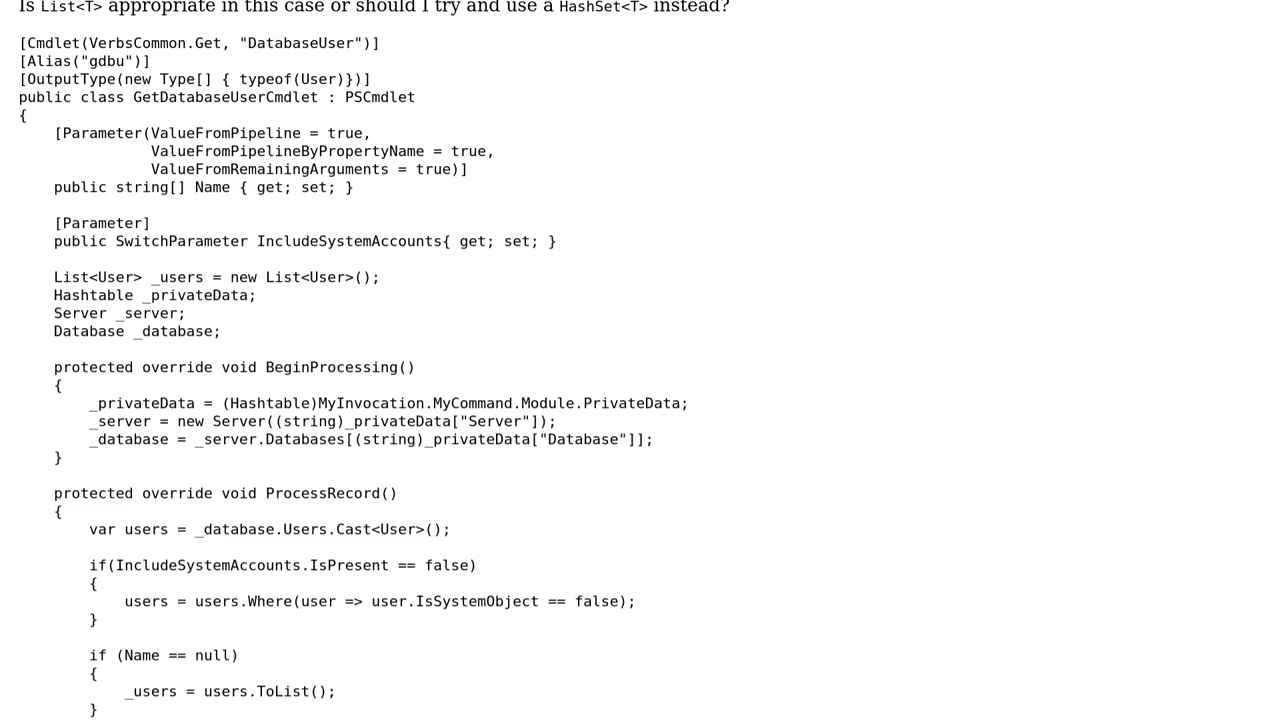 Is List<T> appropriate in this case or should I try and use a HashSet<T> instead?
[Cmdlet(VerbsCommon.Get, "DatabaseUser")]
[Alias("gdbu")]
[OutputType(new Type[] { typeof(User)})]
public class GetDatabaseUserCmdlet : PSCmdlet
{
    [Parameter(ValueFromPipeline = true,
               ValueFromPipelineByPropertyName = true,
               ValueFromRemainingArguments = true)]
    public string[] Name { get; set; }

    [Parameter]
    public SwitchParameter IncludeSystemAccounts{ get; set; }

    List<User> _users = new List<User>();
    Hashtable _privateData;
    Server _server;
    Database _database;

    protected override void BeginProcessing()
    {
        _privateData = (Hashtable)MyInvocation.MyCommand.Module.PrivateData;
        _server = new Server((string)_privateData["Server"]);
        _database = _server.Databases[(string)_privateData["Database"]];
    }

    protected override void ProcessRecord()
    {
        var users = _database.Users.Cast<User>();

        if(IncludeSystemAccounts.IsPresent == false)
        {
            users = users.Where(user => user.IsSystemObject == false);
        }

        if (Name == null)
        {
            _users = users.ToList();
        }